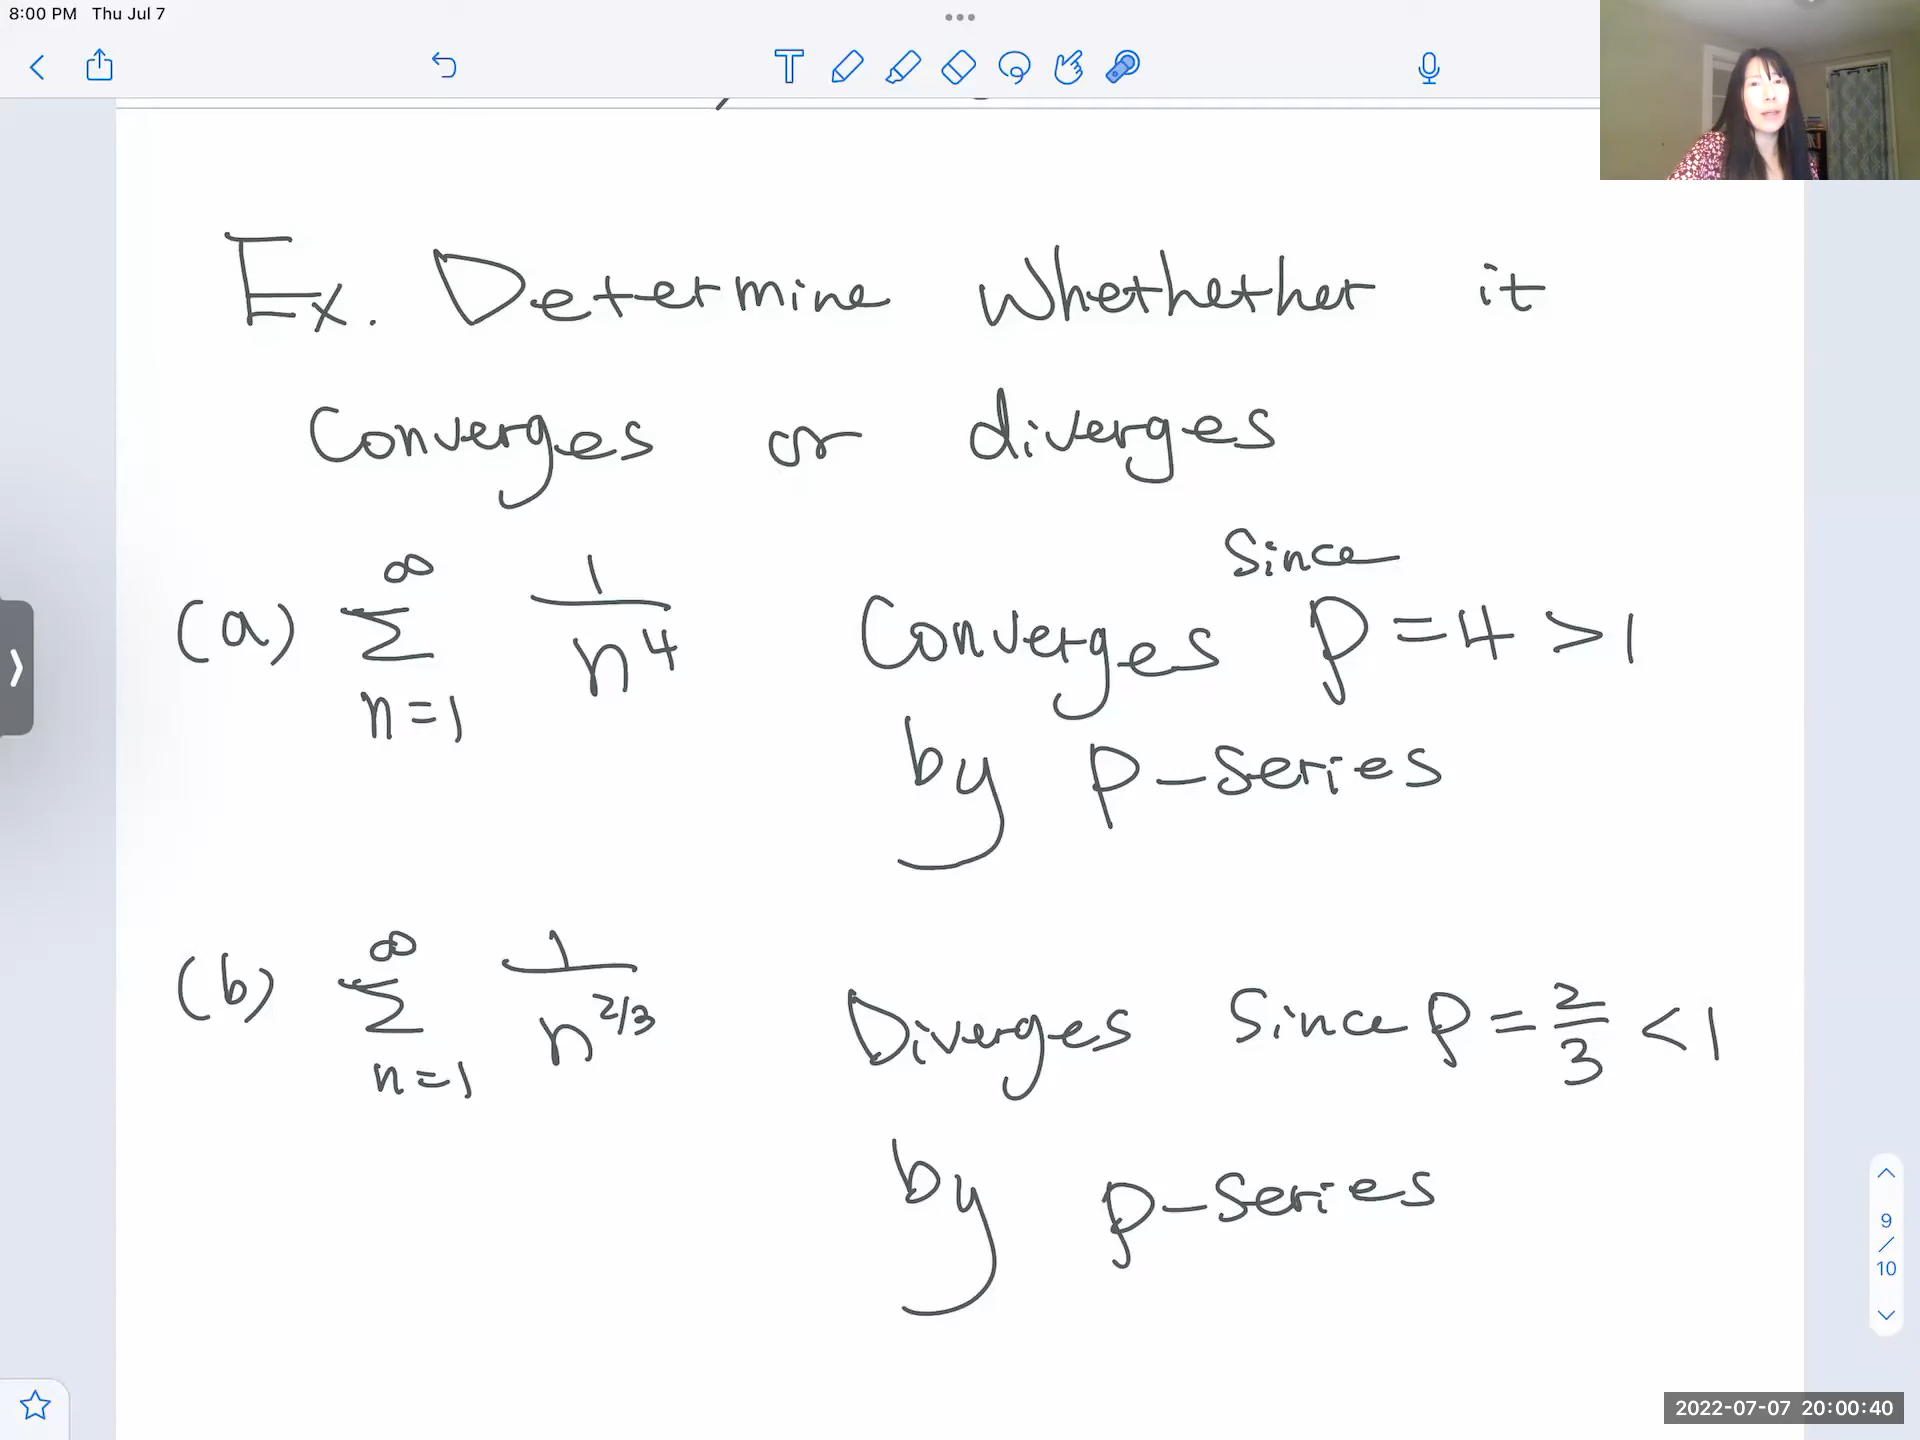 8:00 PM Thu Jul 7
Ex. Determine whethether it
converges or diverges
(a) ∞ Σ n=1 1/n^4 Converges since p = 4 > 1
by p-series
(b) ∞ Σ n=1 1/n^2/3 Diverges since p = 2/3 < 1
by p-series
9
/
10
2022-07-07 20:00:40